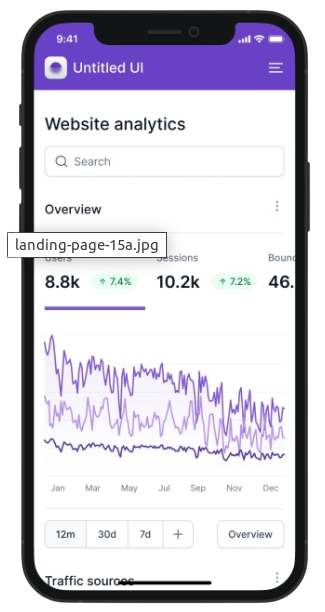 9:41
Untitled UI
Website analytics
Search
Overview
landing-page-15a.jpg
Users Sessions Boun
8.8k 7.4% 10.2k 7.2% 46.
Jan Mar May Jul Sep Nov Dec
12m 30d 7d Overview
Traffic sources